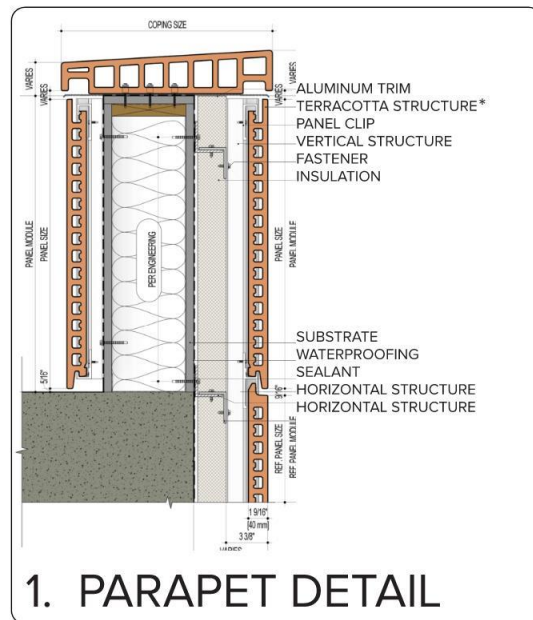 COPING SIZE
VARIES
VARIES
VARIES
VARIES
ALUMINUM TRIM
TERRACOTTA STRUCTURE*
PANEL CLIP
VERTICAL STRUCTURE
FASTENER
INSULATION
PANEL MODULE
PANEL SIZE
PER ENGINEERING
PANEL SIZE
PANEL MODULE
SUBSTRATE
WATERPROOFING
SEALANT
HORIZONTAL STRUCTURE
HORIZONTAL STRUCTURE
5/16"
9/16"
REF. PANEL SIZE
REF. PANEL MODULE
1 9/16"
[40 mm]
3 3/8"
VARIES
1. PARAPET DETAIL